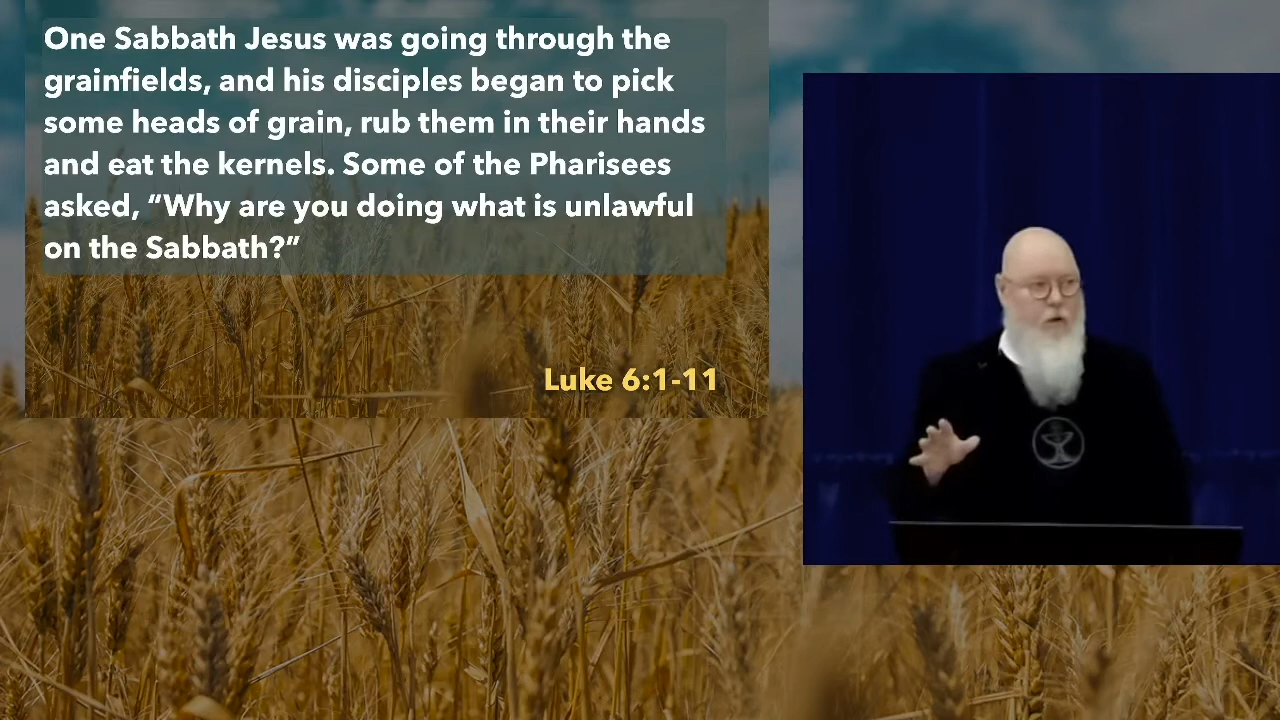 One Sabbath Jesus was going through the
grainfields, and his disciples began to pick
some heads of grain, rub them in their hands
and eat the kernels. Some of the Pharisees
asked, “Why are you doing what is unlawful
on the Sabbath?”
Luke 6:1-11